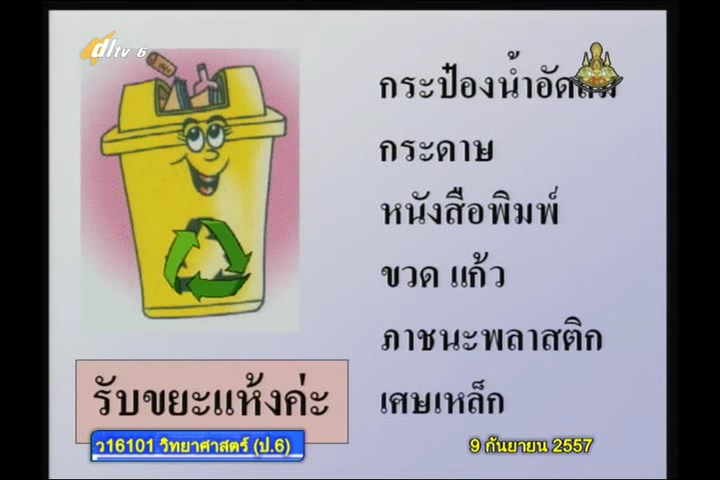 dltv 6
กระป๋องน้ำอัดลม
กระดาษ
หนังสือพิมพ์
ขวด แก้ว
ภาชนะพลาสติก
เศษเหล็ก
รับขยะแห้งค่ะ
ว16101 วิทยาศาสตร์ (ป.6)
9 กันยายน 2557